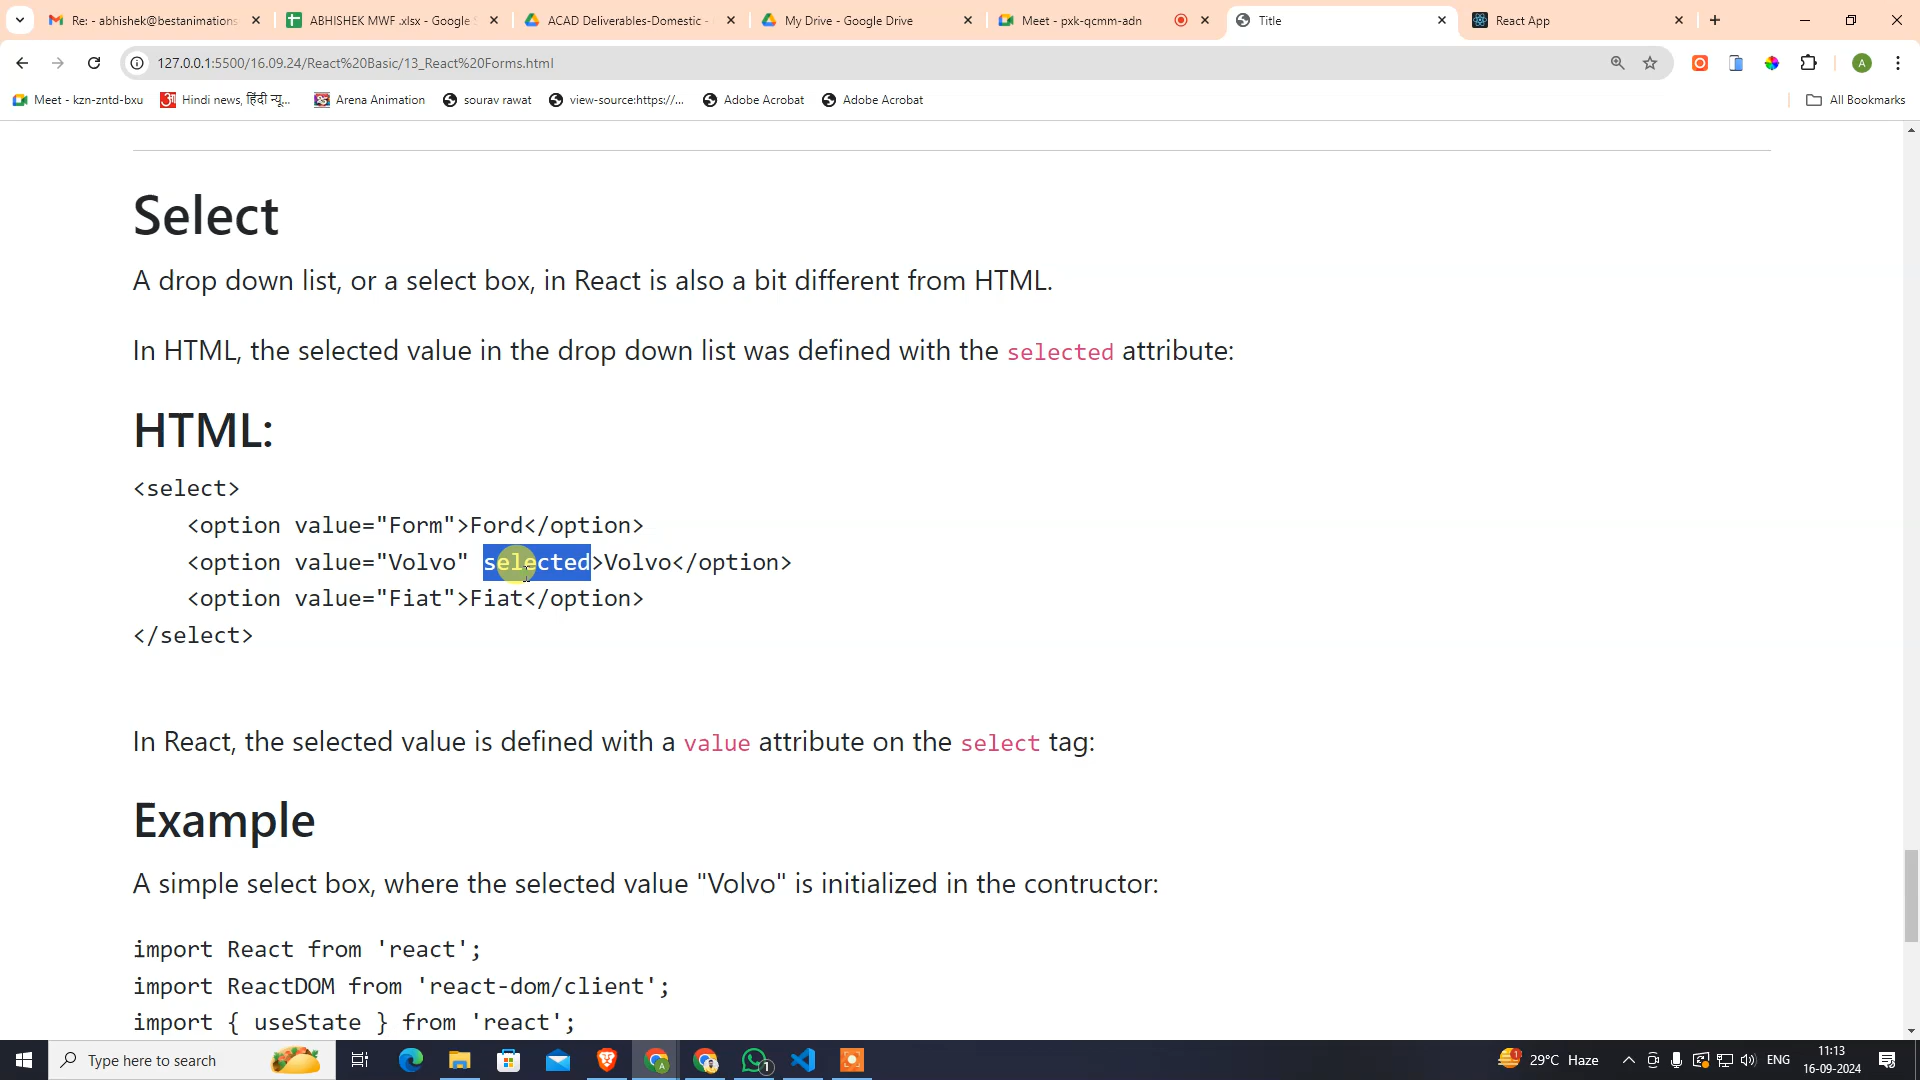 Re: - abhishek@bestanimations
ABHISHEK MWF .xlsx - Google S
ACAD Deliverables-Domestic -
My Drive - Google Drive
Meet - pxk-qcmm-adn
Title
React App
127.0.0.1:5500/16.09.24/React%20Basic/13_React%20Forms.html
A
Meet - kzn-zntd-bxu
Hindi news, हिंदी न्यू...
Arena Animation
sourav rawat
view-source:https://...
Adobe Acrobat
Adobe Acrobat
All Bookmarks
Select
A drop down list, or a select box, in React is also a bit different from HTML.
In HTML, the selected value in the drop down list was defined with the selected attribute:
HTML:
<select>
<option value="Form">Ford</option>
<option value="Volvo" selected>Volvo</option>
<option value="Fiat">Fiat</option>
</select>
In React, the selected value is defined with a value attribute on the select tag:
Example
A simple select box, where the selected value "Volvo" is initialized in the contructor:
import React from 'react';
import ReactDOM from 'react-dom/client';
import { useState } from 'react';
Type here to search
1
29°C Haze
ENG
11:13
16-09-2024